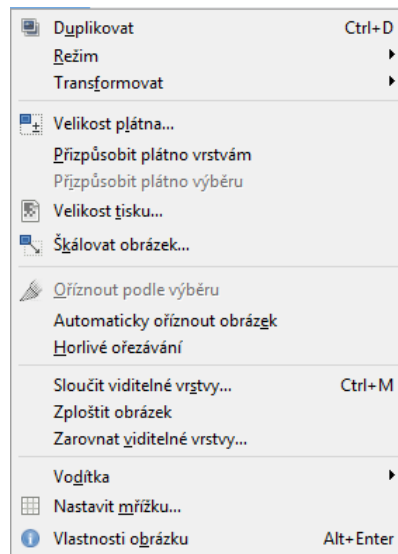 Duplikovat Ctrl+D
Režim
Transformovat
Velikost plátna...
Přizpůsobit plátno vrstvám
Přizpůsobit plátno výběru
Velikost tisku...
Škálovat obrázek...
Oříznout podle výběru
Automaticky oříznout obrázek
Horlivé ořezávání
Sloučit viditelné vrstvy... Ctrl+M
Zploštit obrázek
Zarovnat viditelné vrstvy...
Vodítka
Nastavit mřížku...
Vlastnosti obrázku Alt+Enter